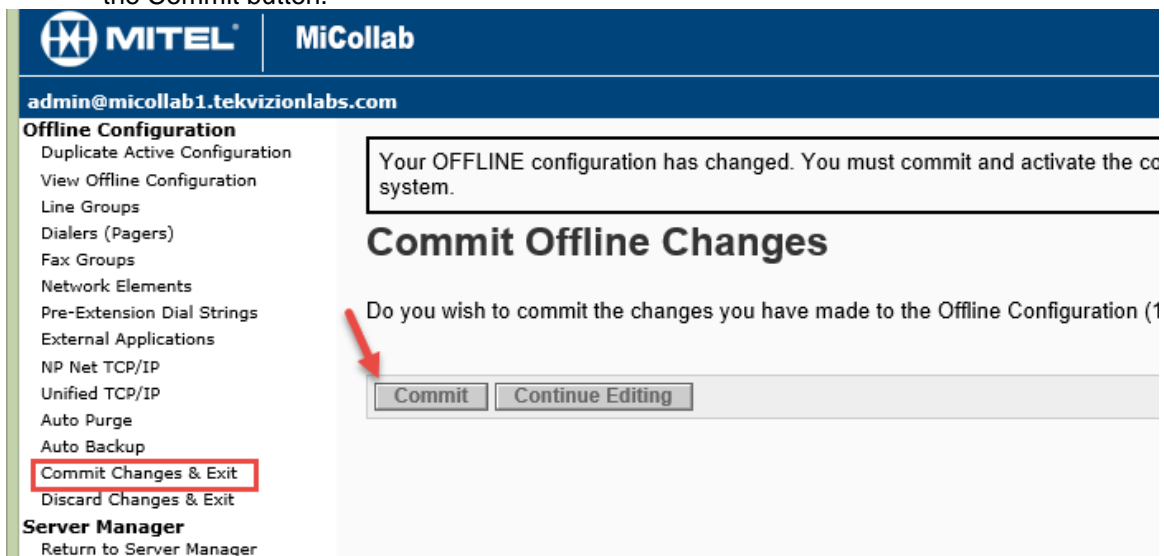 the Commit button.
MITEL MiCollab
admin@micollab1.tekvizionlabs.com
Offline Configuration
Duplicate Active Configuration
View Offline Configuration
Line Groups
Dialers (Pagers)
Fax Groups
Network Elements
Pre-Extension Dial Strings
External Applications
NP Net TCP/IP
Unified TCP/IP
Auto Purge
Auto Backup
Commit Changes & Exit
Discard Changes & Exit
Server Manager
Return to Server Manager
Your OFFLINE configuration has changed. You must commit and activate the co
system.
Commit Offline Changes
Do you wish to commit the changes you have made to the Offline Configuration (1
Commit Continue Editing